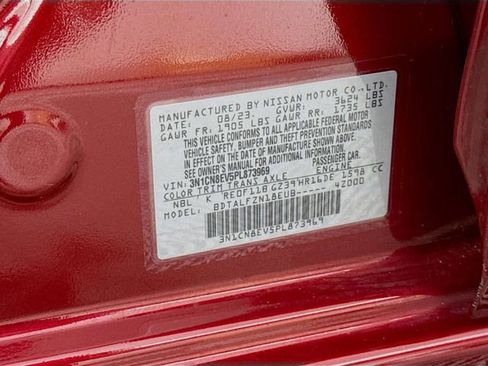 MANUFACTURED BY NISSAN MOTOR CO.,LTD.
DATE: 08/23. GVWR: 3624 LBS
GAWR FR: 1905 LBS GAWR RR: 1735 LBS
THIS VEHICLE CONFORMS TO ALL APPLICABLE FEDERAL MOTOR
VEHICLE SAFETY, BUMPER AND THEFT PREVENTION STANDARDS
IN EFFECT ON THE DATE OF MANUFACTURE SHOWN ABOVE.
SEE OWNER'S MANUAL FOR ADDITIONAL INFORMATION.
VIN:3N1CN8EV5PL873969 PASSENGER CAR
COLOR TRIM TRANS AXLE ENGINE
NBL K RE0F11B GZ39 HR16DE 1598 CC
MODEL: BDTALFZN18EUB----- 42000
3N1CN8EV5PL873969